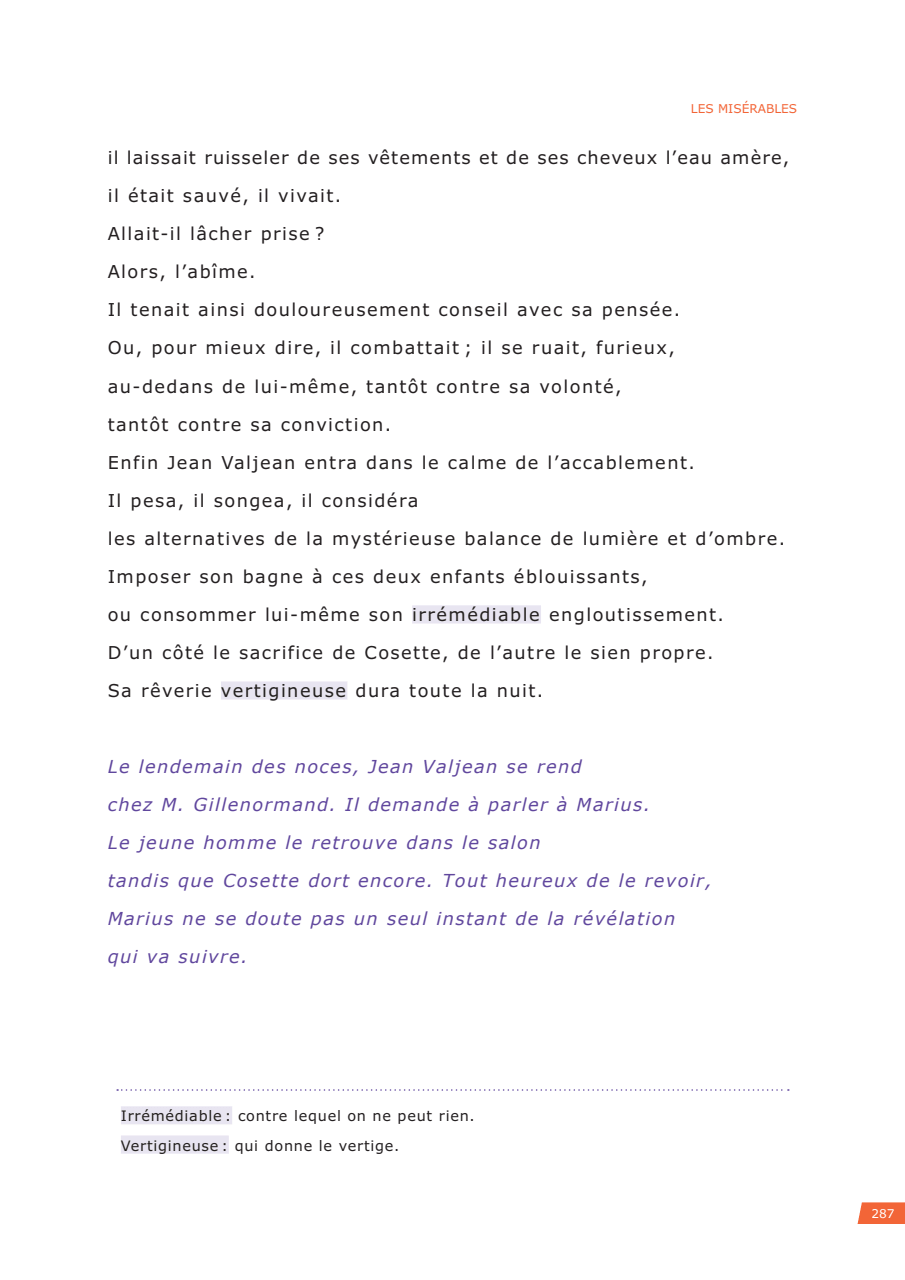 LES MISÉRABLES
il laissait ruisseler de ses vêtements et de ses cheveux l’eau amère,
il était sauvé, il vivait.
Allait-il lâcher prise ?
Alors, l’abîme.
Il tenait ainsi douloureusement conseil avec sa pensée.
Ou, pour mieux dire, il combattait ; il se ruait, furieux,
au-dedans de lui-même, tantôt contre sa volonté,
tantôt contre sa conviction.
Enfin Jean Valjean entra dans le calme de l’accablement.
Il pesa, il songea, il considéra
les alternatives de la mystérieuse balance de lumière et d’ombre.
Imposer son bagne à ces deux enfants éblouissants,
ou consommer lui-même son irrémédiable engloutissement.
D’un côté le sacrifice de Cosette, de l’autre le sien propre.
Sa rêverie vertigineuse dura toute la nuit.
Le lendemain des noces, Jean Valjean se rend
chez M. Gillenormand. Il demande à parler à Marius.
Le jeune homme le retrouve dans le salon
tandis que Cosette dort encore. Tout heureux de le revoir,
Marius ne se doute pas un seul instant de la révélation
qui va suivre.
Irrémédiable : contre lequel on ne peut rien.
Vertigineuse : qui donne le vertige.
287